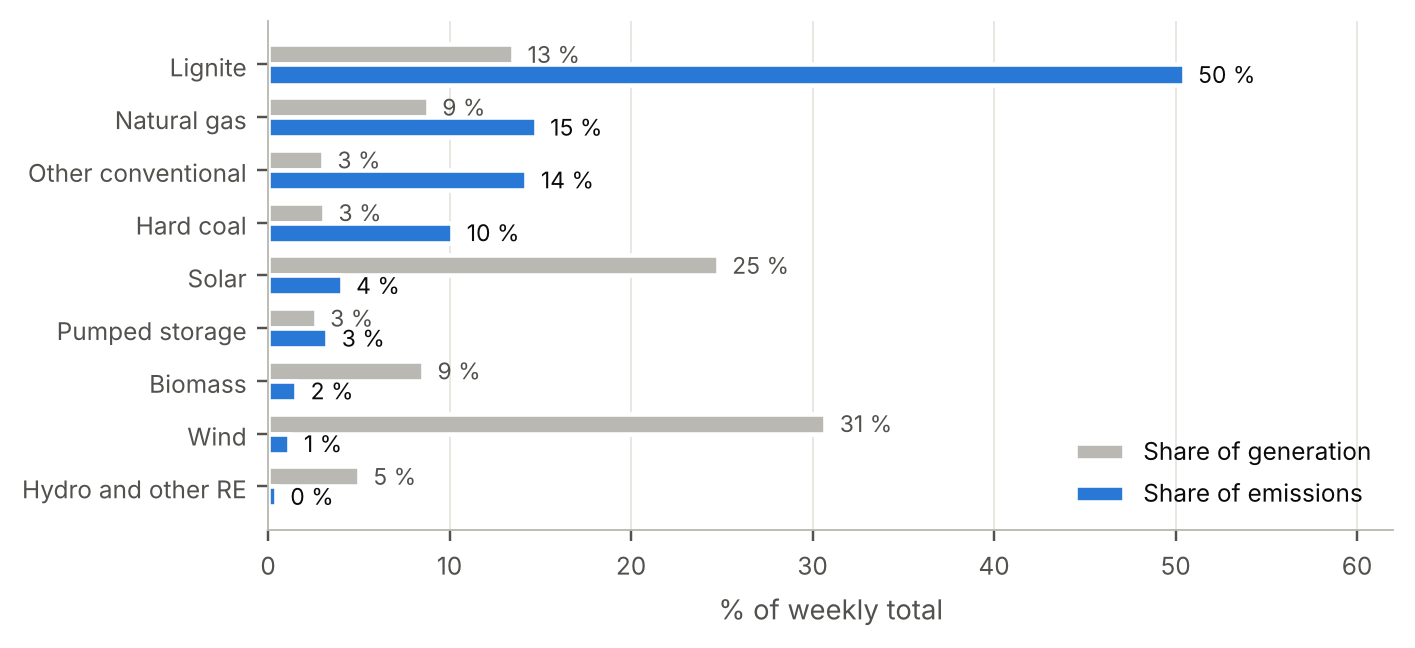 Lignite
13 %
50 %
Natural gas
9 %
15 %
Other conventional
3 %
14 %
Hard coal
3 %
10 %
Solar
25 %
4 %
Pumped storage
3 %
3 %
Biomass
9 %
2 %
Wind
31 %
1 %
Hydro and other RE
5 %
0 %
Share of generation
Share of emissions
0 10 20 30 40 50 60
% of weekly total